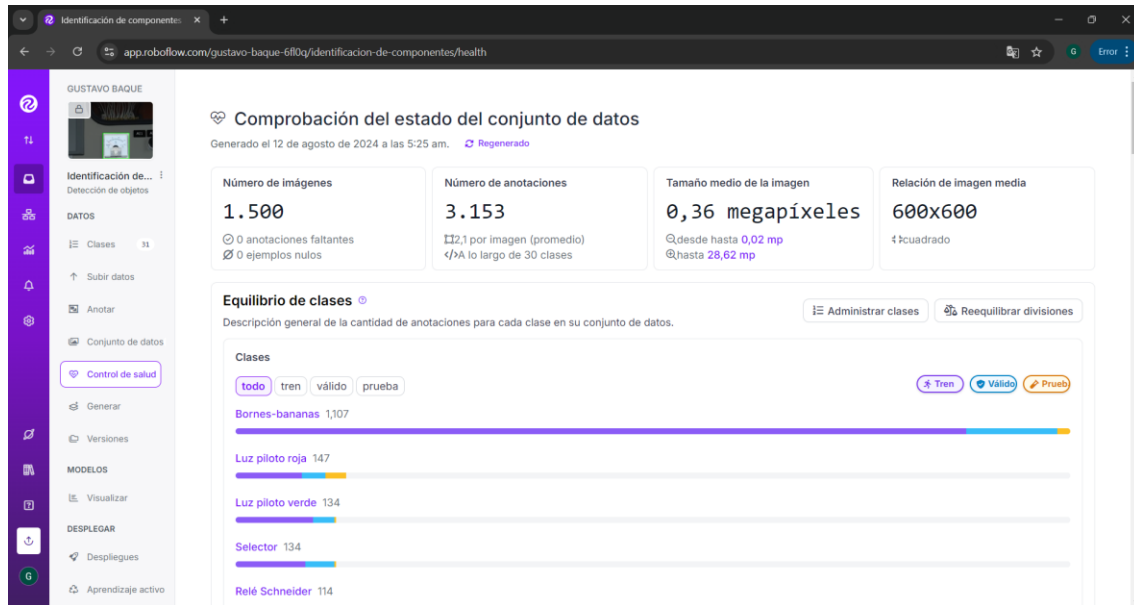 Identificación de componentes
app.roboflow.com/gustavo-baque-6fl0q/identificacion-de-componentes/health
G
Error
GUSTAVO BAQUE
Identificación de...
Detección de objetos
DATOS
Clases 31
Subir datos
Anotar
Conjunto de datos
Control de salud
Generar
Versiones
MODELOS
Visualizar
DESPLEGAR
Despliegues
Aprendizaje activo
G
Comprobación del estado del conjunto de datos
Generado el 12 de agosto de 2024 a las 5:25 am. Regenerado
Número de imágenes
1.500
0 anotaciones faltantes
0 ejemplos nulos
Número de anotaciones
3.153
2,1 por imagen (promedio)
A lo largo de 30 clases
Tamaño medio de la imagen
0,36 megapíxeles
desde hasta 0,02 mp
hasta 28,62 mp
Relación de imagen media
600x600
cuadrado
Equilibrio de clases
Descripción general de la cantidad de anotaciones para cada clase en su conjunto de datos.
Administrar clases
Reequilibrar divisiones
Clases
todo tren válido prueba
Tren Válido Prueb
Bornes-bananas 1,107
Luz piloto roja 147
Luz piloto verde 134
Selector 134
Relé Schneider 114